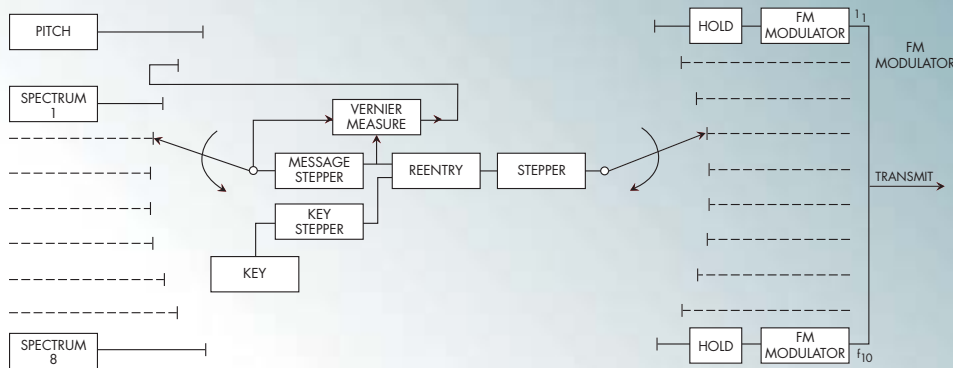 PITCH
HOLD
FM
MODULATOR
1₁
FM
MODULATOR
SPECTRUM
1
VERNIER
MEASURE
MESSAGE
STEPPER
REENTRY
STEPPER
TRANSMIT
KEY
STEPPER
KEY
SPECTRUM
8
HOLD
FM
MODULATOR
f₁₀